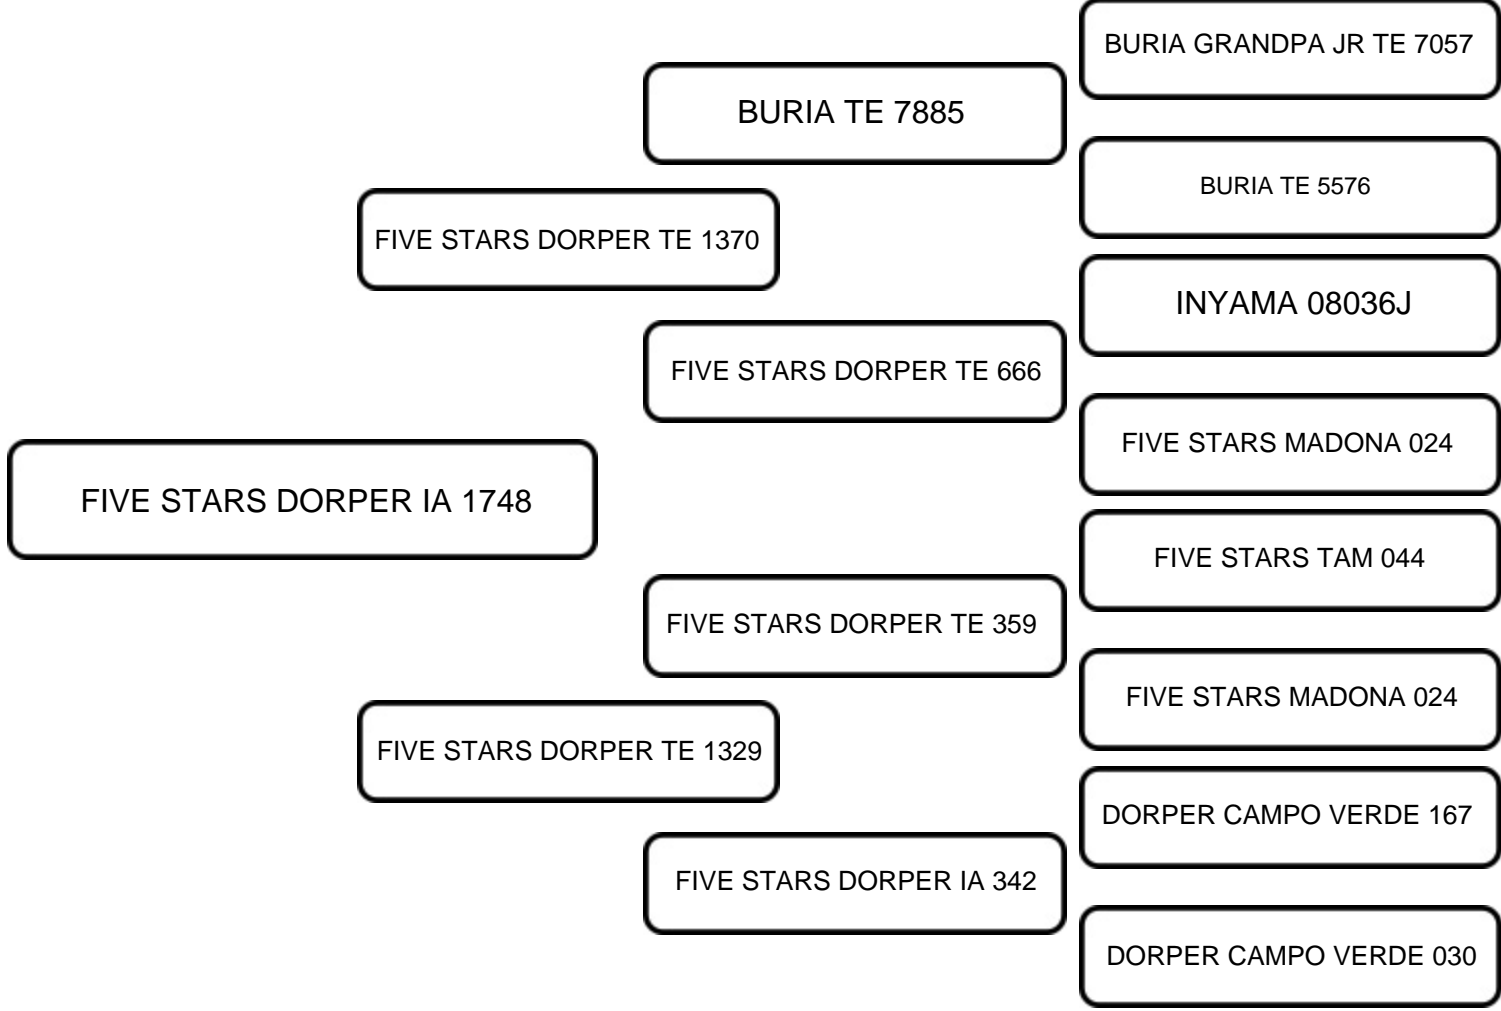 BURIA GRANDPA JR TE 7057
BURIA TE 7885
BURIA TE 5576
FIVE STARS DORPER TE 1370
INYAMA 08036J
FIVE STARS DORPER TE 666
FIVE STARS MADONA 024
FIVE STARS DORPER IA 1748
FIVE STARS TAM 044
FIVE STARS DORPER TE 359
FIVE STARS MADONA 024
FIVE STARS DORPER TE 1329
DORPER CAMPO VERDE 167
FIVE STARS DORPER IA 342
DORPER CAMPO VERDE 030